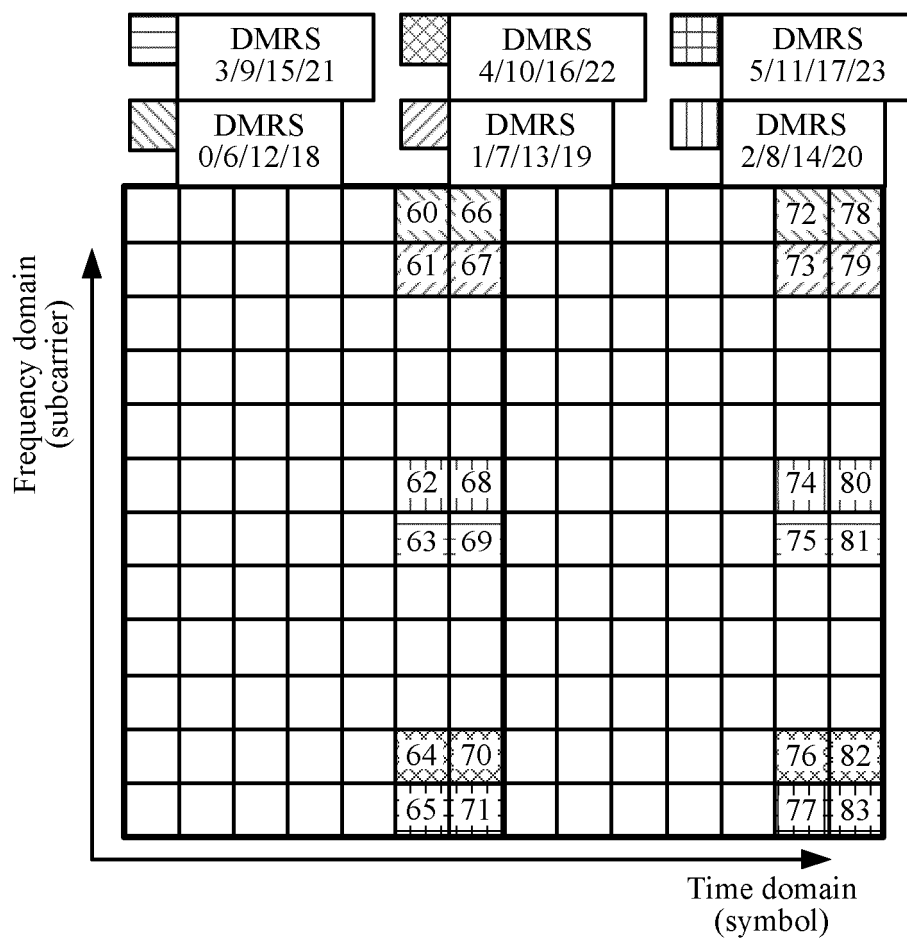 DMRS
3/9/15/21
DMRS
4/10/16/22
DMRS
5/11/17/23
DMRS
0/6/12/18
DMRS
1/7/13/19
DMRS
2/8/14/20
Frequency domain
(subcarrier)
60 66 72 78
61 67 73 79
62 68 74 80
63 69 75 81
64 70 76 82
65 71 77 83
Time domain
(symbol)